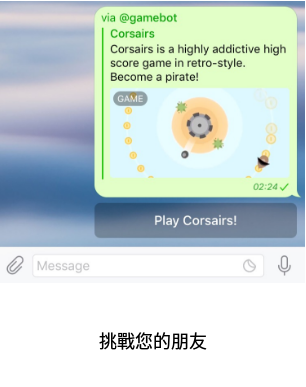 via @gamebot
Corsairs
Corsairs is a highly addictive high
score game in retro-style.
Become a pirate!
GAME
02:24
Play Corsairs!
Message
挑戰您的朋友